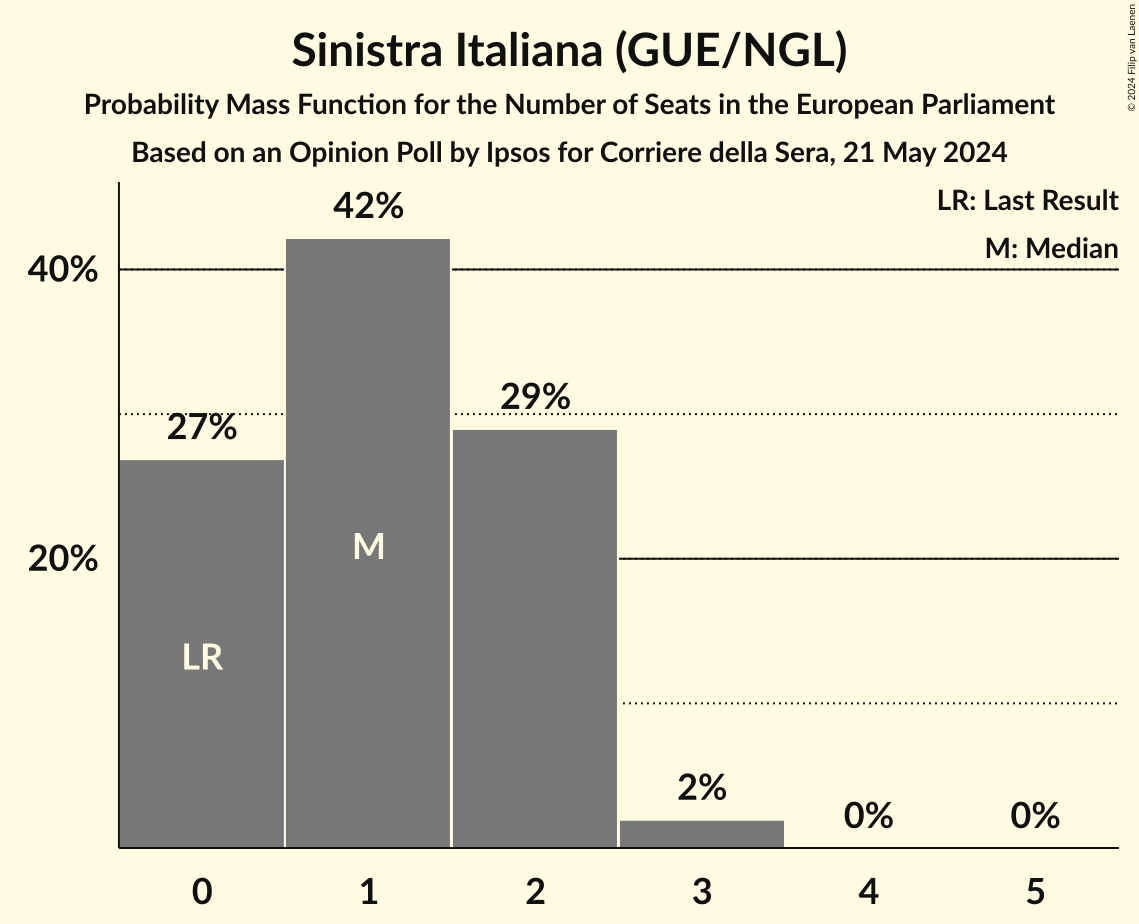 Sinistra Italiana (GUE/NGL)
Probability Mass Function for the Number of Seats in the European Parliament
Based on an Opinion Poll by Ipsos for Corriere della Sera, 21 May 2024
© 2024 Filip van Laenen
LR: Last Result
M: Median
40%
20%
27%
42%
29%
2%
0%
0%
LR
M
0 1 2 3 4 5